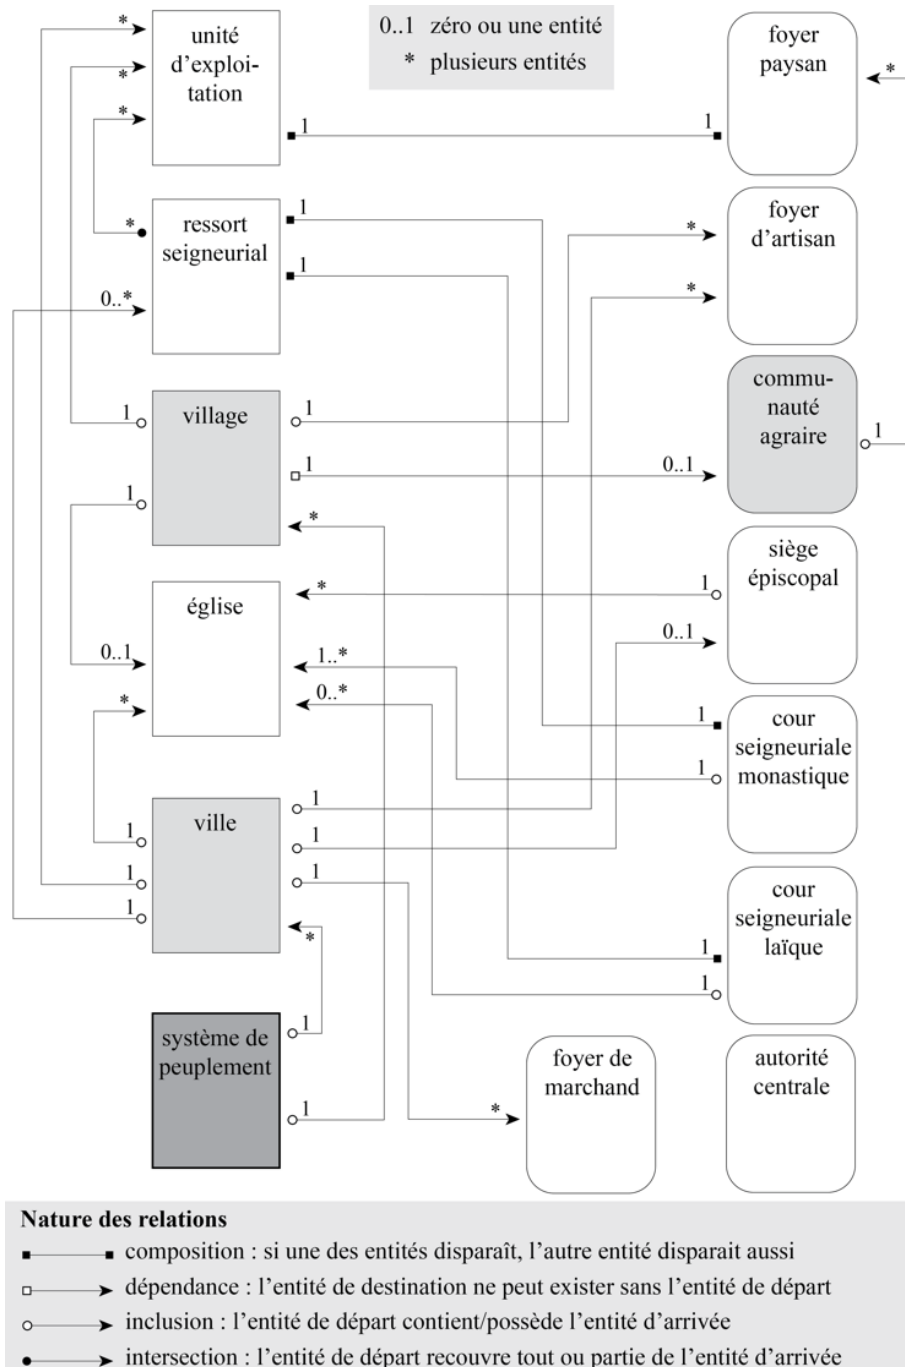 0..1 zéro ou une entité
* plusieurs entités
*
*
*
unité
d'exploi-
tation
1
1
foyer
paysan
*
*
0..*
ressort
seigneurial
1
1
*
*
foyer
d'artisan
1
1
village
1
1
*
0..1
commu-
nauté
agraire
1
0..1
*
église
*
1..*
0..*
1
0..1
siège
épiscopal
1
1
cour
seigneuriale
monastique
1
1
1
ville
1
1
1
*
1
1
cour
seigneuriale
laïque
système de
peuplement
1
1
*
foyer de
marchand
autorité
centrale
Nature des relations
composition : si une des entités disparaît, l'autre entité disparait aussi
dépendance : l'entité de destination ne peut exister sans l'entité de départ
inclusion : l'entité de départ contient/possède l'entité d'arrivée
intersection : l'entité de départ recouvre tout ou partie de l'entité d'arrivée